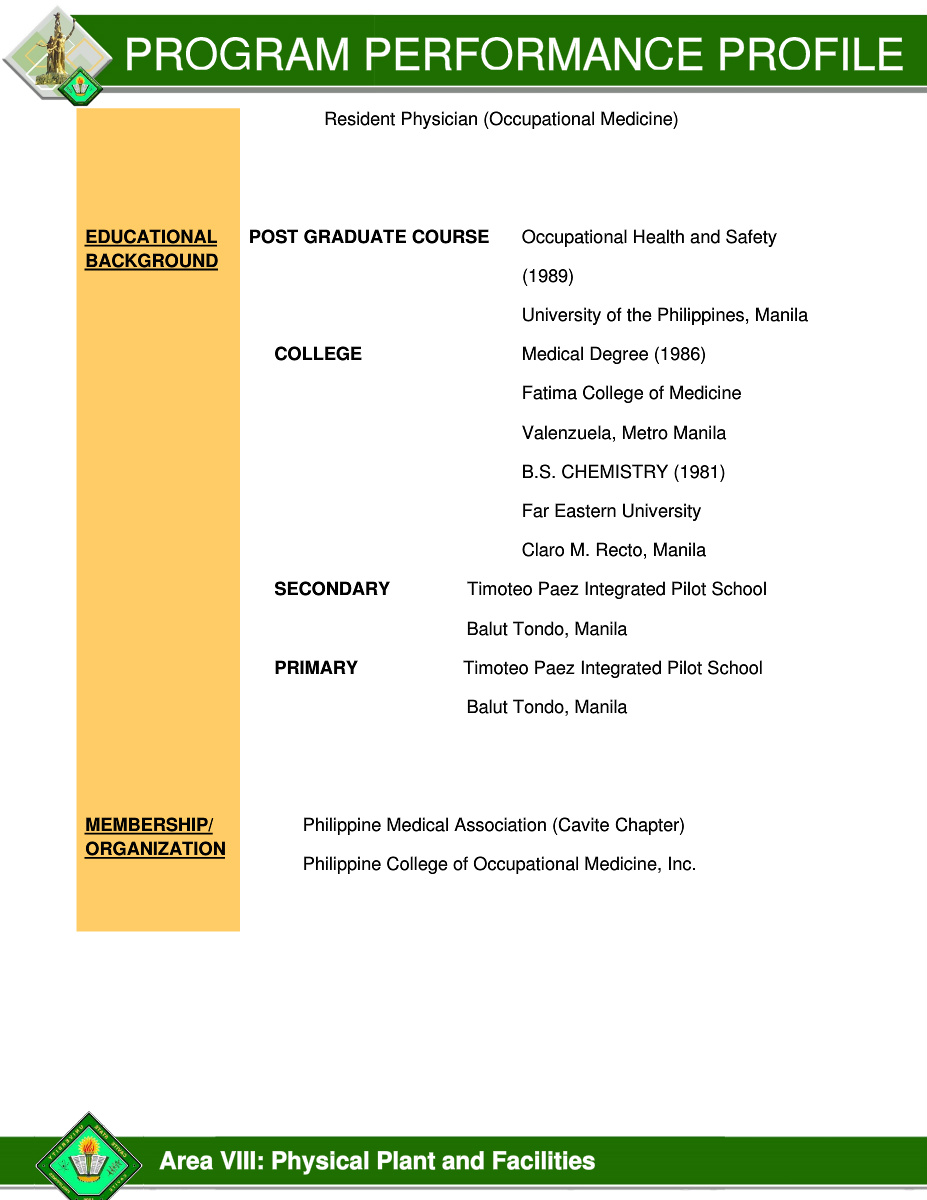 PROGRAM PERFORMANCE PROFILE
Resident Physician (Occupational Medicine)
EDUCATIONAL
BACKGROUND
POST GRADUATE COURSE Occupational Health and Safety
(1989)
University of the Philippines, Manila
COLLEGE Medical Degree (1986)
Fatima College of Medicine
Valenzuela, Metro Manila
B.S. CHEMISTRY (1981)
Far Eastern University
Claro M. Recto, Manila
SECONDARY Timoteo Paez Integrated Pilot School
Balut Tondo, Manila
PRIMARY Timoteo Paez Integrated Pilot School
Balut Tondo, Manila
MEMBERSHIP/
ORGANIZATION
Philippine Medical Association (Cavite Chapter)
Philippine College of Occupational Medicine, Inc.
Area VIII: Physical Plant and Facilities